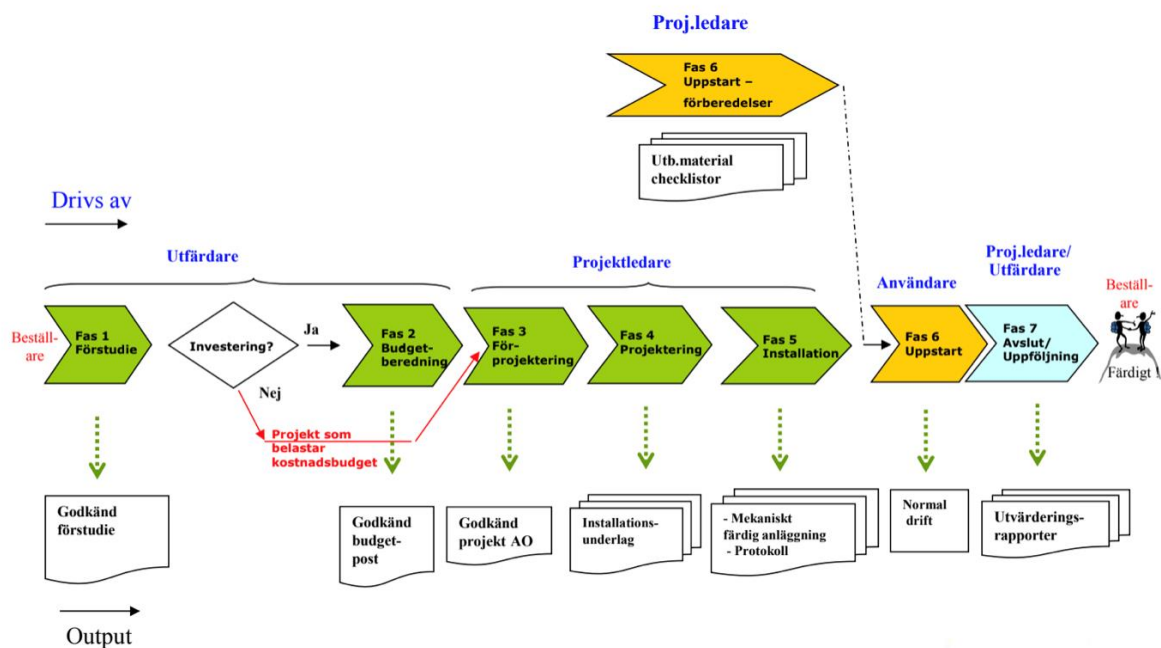 Proj.ledare
Fas 6
Uppstart –
förberedelser
Utb.material
checklistor
Drivs av
Utfärdare
Projektledare
Användare
Proj.ledare/
Utfärdare
Beställ-
are
Fas 1
Förstudie
Investering?
Ja
Nej
Projekt som
belastar
kostnadsbudget
Fas 2
Budget-
beredning
Fas 3
För-
projektering
Fas 4
Projektering
Fas 5
Installation
Fas 6
Uppstart
Fas 7
Avslut/
Uppföljning
Beställ-
are
Färdigt !
Godkänd
förstudie
Godkänd
budget-
post
Godkänd
projekt AO
Installations-
underlag
- Mekaniskt
färdig anläggning
- Protokoll
Normal
drift
Utvärderings-
rapporter
Output